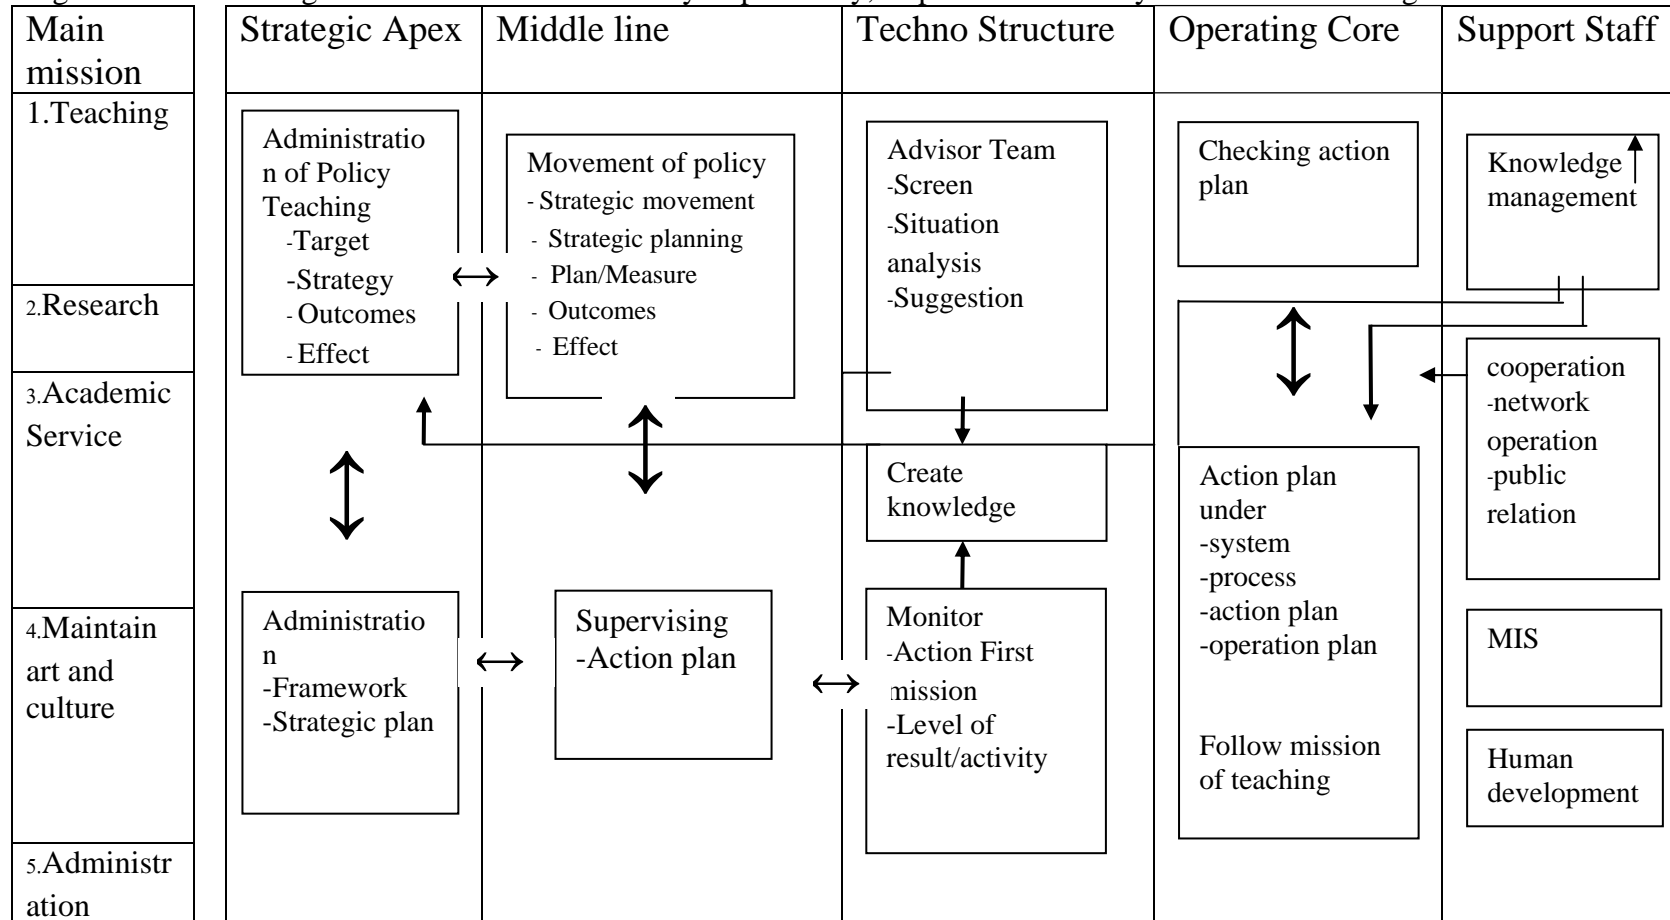 Main
mission
Strategic Apex
Middle line
Techno Structure
Operating Core
Support Staff
1.Teaching
2.Research
3.Academic
Service
4.Maintain
art and
culture
5.Administr
ation
Administratio
n of Policy
Teaching
-Target
-Strategy
- Outcomes
- Effect
Administratio
n
-Framework
-Strategic plan
Movement of policy
- Strategic movement
- Strategic planning
- Plan/Measure
- Outcomes
- Effect
Supervising
-Action plan
Advisor Team
-Screen
-Situation
analysis
-Suggestion
Create
knowledge
Monitor
-Action First
mission
-Level of
result/activity
Checking action
plan
Action plan
under
-system
-process
-action plan
-operation plan
Follow mission
of teaching
Knowledge
management
cooperation
-network
operation
-public
relation
MIS
Human
development